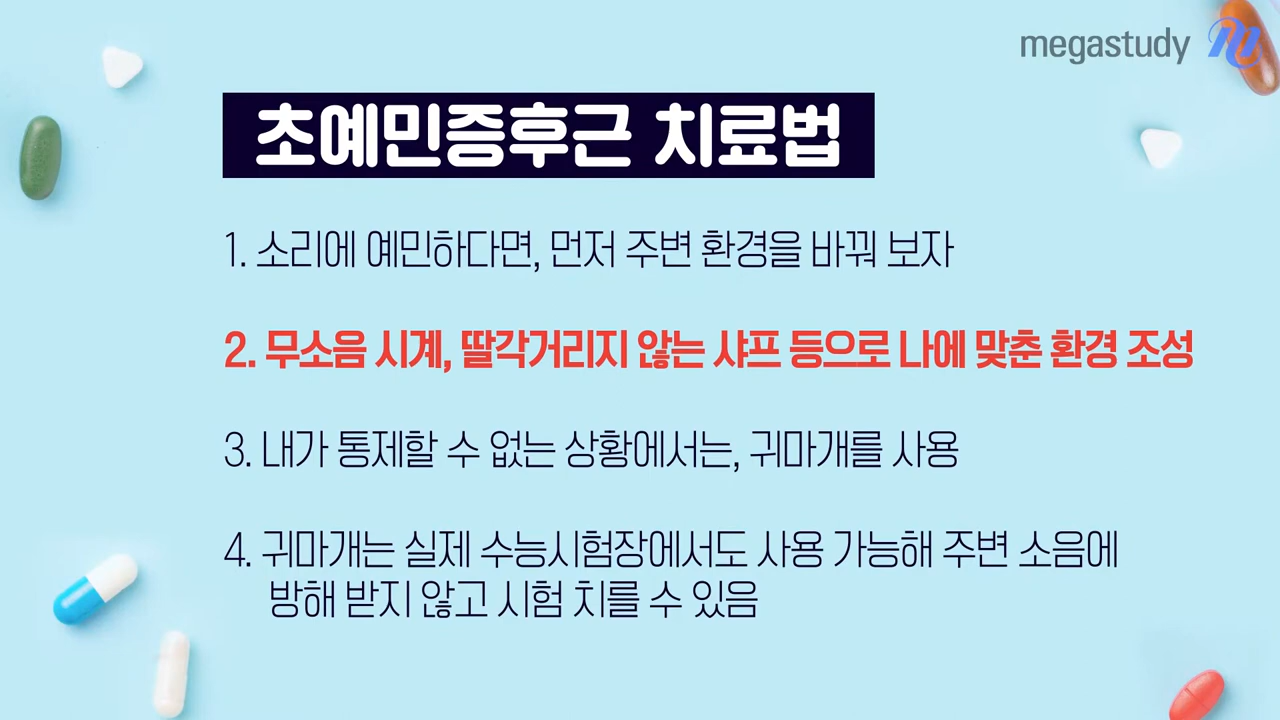 megastudy
초예민증후근 치료법
1. 소리에 예민하다면, 먼저 주변 환경을 바꿔 보자
2. 무소음 시계, 딸각거리지 않는 샤프 등으로 나에 맞춘 환경 조성
3. 내가 통제할 수 없는 상황에서는, 귀마개를 사용
4. 귀마개는 실제 수능시험장에서도 사용 가능해 주변 소음에
방해 받지 않고 시험 치를 수 있음